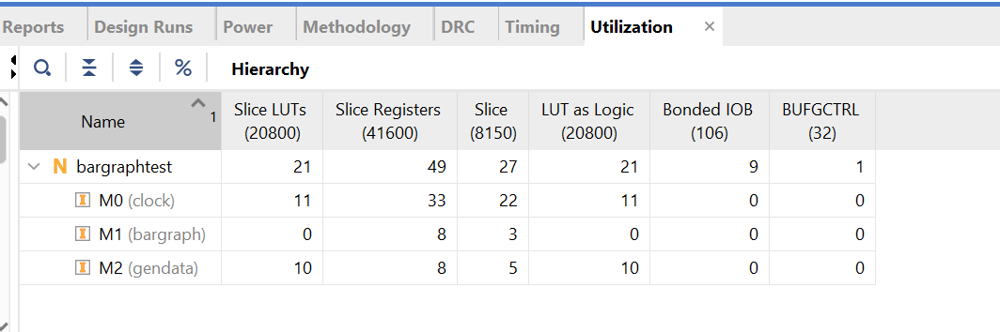 Reports Design Runs Power Methodology DRC Timing Utilization ×
% Hierarchy
Name 1 Slice LUTs (20800) Slice Registers (41600) Slice (8150) LUT as Logic (20800) Bonded IOB (106) BUFGCTRL (32)
N bargraphtest 21 49 27 21 9 1
I M0 (clock) 11 33 22 11 0 0
I M1 (bargraph) 0 8 3 0 0 0
I M2 (gendata) 10 8 5 10 0 0